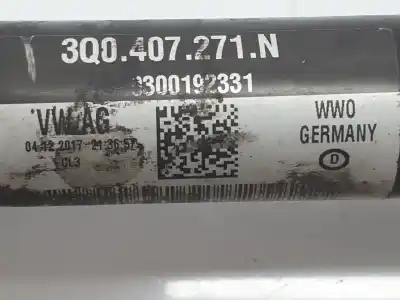 3Q0.407.271.N
0300192331
VW AG
04.12.2017 21:36:57
CL3
WWO
GERMANY
D